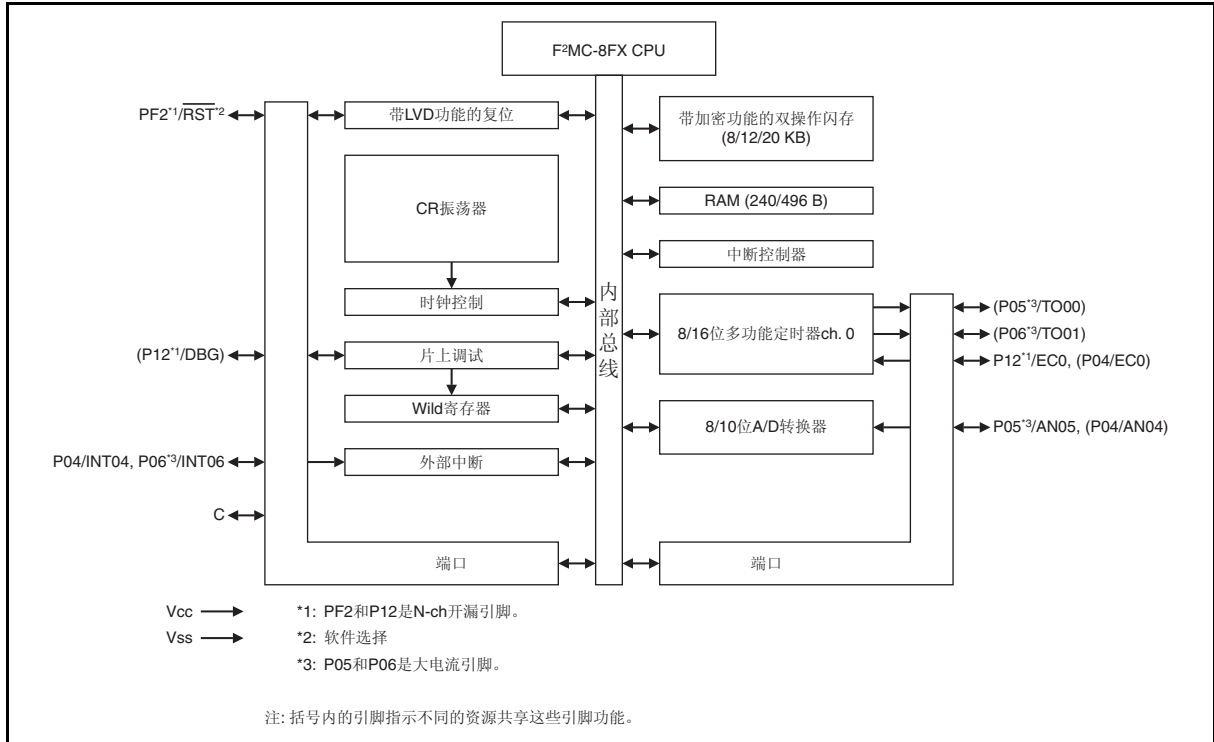 F²MC-8FX CPU
PF2*1/RST*2
带LVD功能的复位
带加密功能的双操作闪存
(8/12/20 KB)
CR振荡器
RAM (240/496 B)
中断控制器
时钟控制
内部总线
8/16位多功能定时器ch. 0
(P05*3/TO00)
(P06*3/TO01)
P12*1/EC0, (P04/EC0)
(P12*1/DBG)
片上调试
Wild寄存器
8/10位A/D转换器
P05*3/AN05, (P04/AN04)
P04/INT04, P06*3/INT06
外部中断
C
端口
端口
Vcc
Vss
*1: PF2和P12是N-ch开漏引脚。
*2: 软件选择
*3: P05和P06是大电流引脚。
注: 括号内的引脚指示不同的资源共享这些引脚功能。